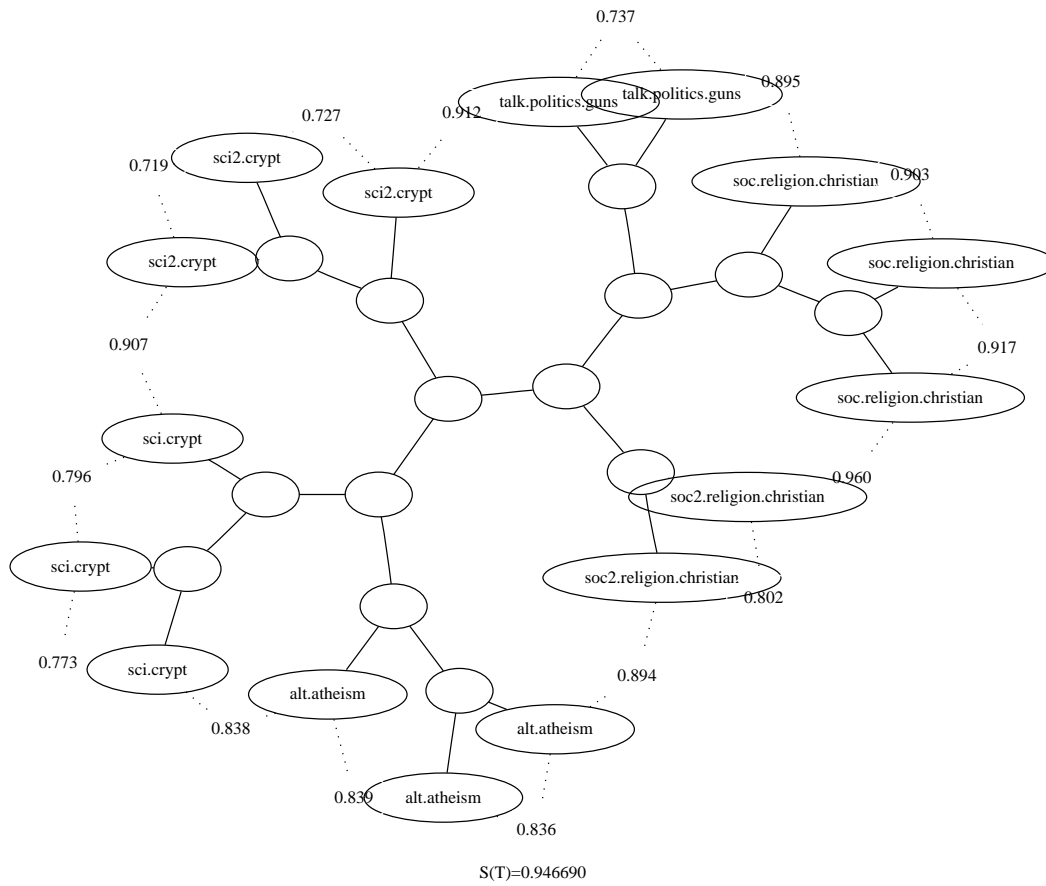 0.737
talk.politics.guns
talk.politics.guns
0.895
0.727
0.912
sci2.crypt
0.719
sci2.crypt
soc.religion.christian
0.903
sci2.crypt
soc.religion.christian
0.907
0.917
soc.religion.christian
sci.crypt
0.796
0.960
soc2.religion.christian
sci.crypt
soc2.religion.christian
0.802
0.773
sci.crypt
0.894
alt.atheism
0.838
alt.atheism
0.839
alt.atheism
0.836
S(T)=0.946690